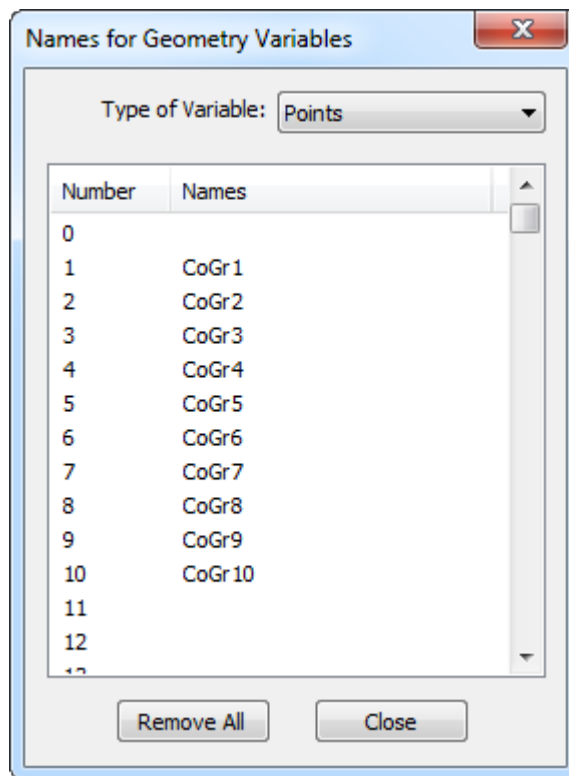 Names for Geometry Variables
Type of Variable: Points
Number Names
0
1 CoGr1
2 CoGr2
3 CoGr3
4 CoGr4
5 CoGr5
6 CoGr6
7 CoGr7
8 CoGr8
9 CoGr9
10 CoGr10
11
12
Remove All Close